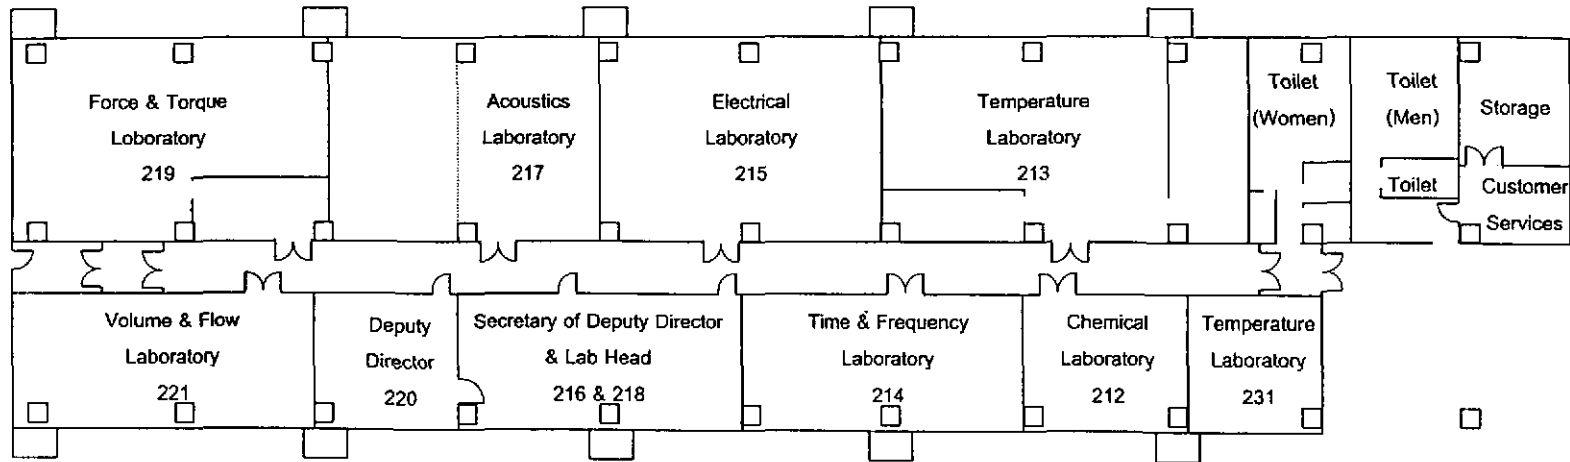 Force & Torque
Loboratory
219
Acoustics
Laboratory
217
Electrical
Laboratory
215
Temperature
Laboratory
213
Toilet
(Women)
Toilet
(Men)
Toilet
Storage
Customer
Services
Volume & Flow
Laboratory
221
Deputy
Director
220
Secretary of Deputy Director
& Lab Head
216 & 218
Time & Frequency
Laboratory
214
Chemical
Laboratory
212
Temperature
Laboratory
231